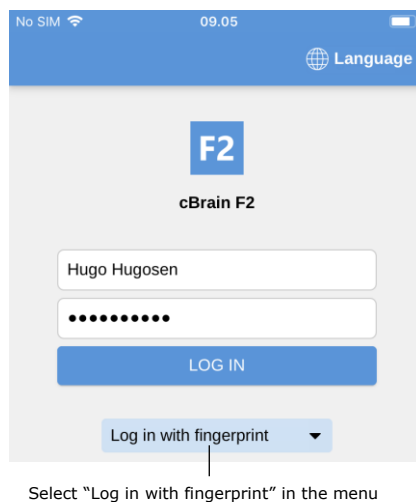 No SIM 09.05
Language
F2
cBrain F2
Hugo Hugosen
●●●●●●●●●●
LOG IN
Log in with fingerprint
Select “Log in with fingerprint” in the menu